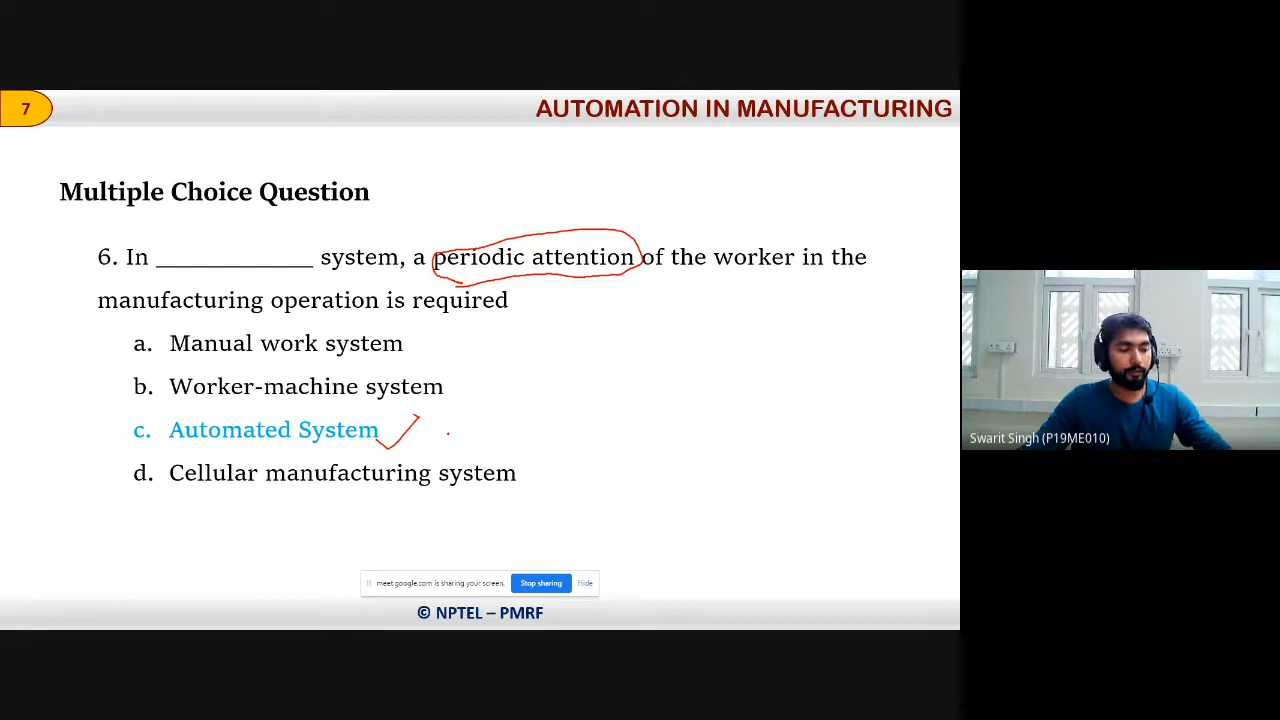 7
AUTOMATION IN MANUFACTURING
Multiple Choice Question
6. In _____________ system, a periodic attention of the worker in the
manufacturing operation is required
a. Manual work system
b. Worker-machine system
c. Automated System
d. Cellular manufacturing system
meet.google.com is sharing your screen. Stop sharing Hide
© NPTEL – PMRF
Swarit Singh (P19ME010)